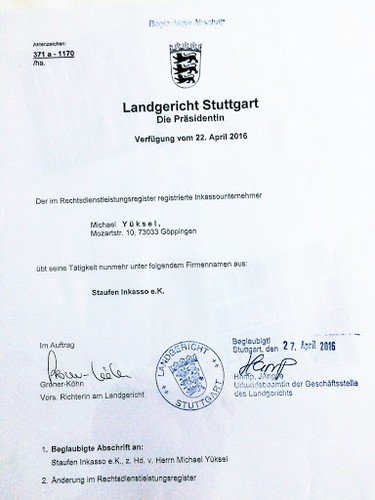 Beglaubigte Abschrift
Aktenzeichen:
371 a - 1170
/ho.
Landgericht Stuttgart
Die Präsidentin
Verfügung vom 22. April 2016
Der im Rechtsdienstleistungsregister registrierte Inkassounternehmer
Michael Yüksel,
Mozartstr. 10, 73033 Göppingen
übt seine Tätigkeit nunmehr unter folgendem Firmennamen aus:
Staufen Inkasso e.K.
Im Auftrag
Gröner-Köhn
Vors. Richterin am Landgericht
LANDGERICHT
STUTTGART
Beglaubigt!
Stuttgart, den 27. April 2016
Urkundsbeamtin der Geschäftsstelle
des Landgerichts
1. Beglaubigte Abschrift an:
Staufen Inkasso e.K., z. Hd. v. Herrn Michael Yüksel
2. Änderung im Rechtsdienstleistungsregister